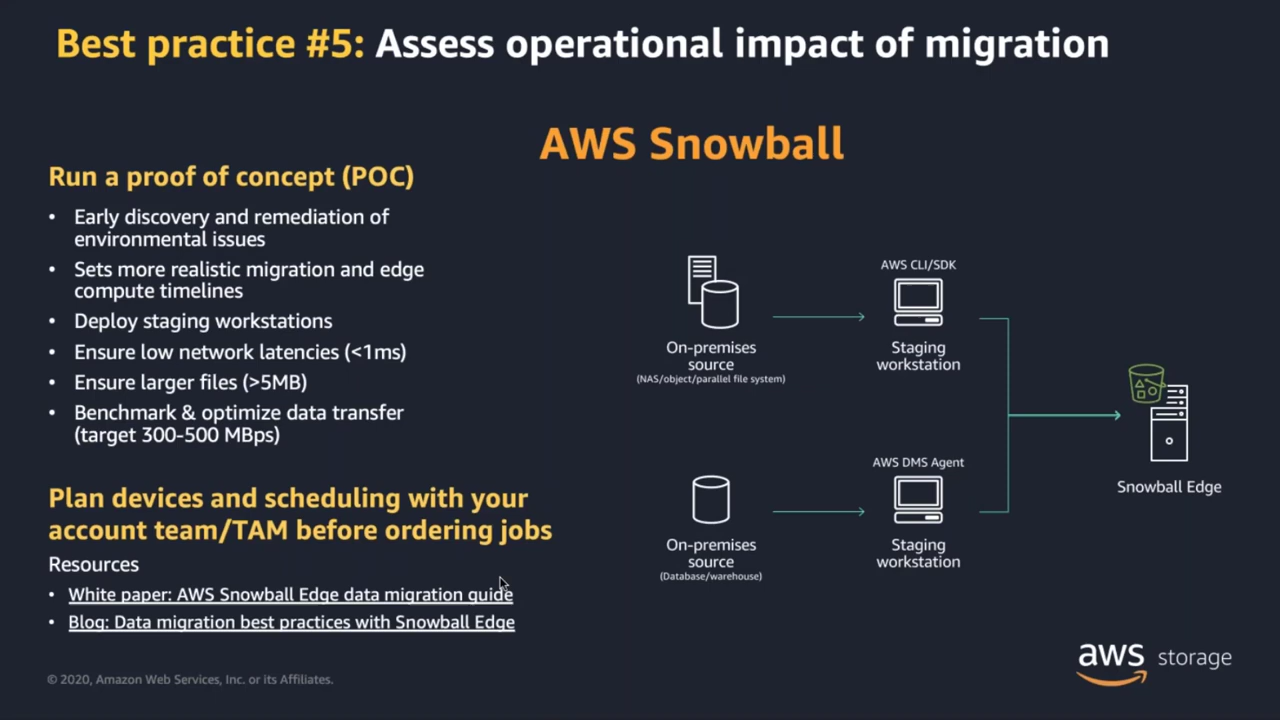 Best practice #5: Assess operational impact of migration
AWS Snowball
Run a proof of concept (POC)
• Early discovery and remediation of
environmental issues
• Sets more realistic migration and edge
compute timelines
• Deploy staging workstations
• Ensure low network latencies (<1ms)
• Ensure larger files (>5MB)
• Benchmark & optimize data transfer
(target 300-500 MBps)
Plan devices and scheduling with your
account team/TAM before ordering jobs
Resources
• White paper: AWS Snowball Edge data migration guide
• Blog: Data migration best practices with Snowball Edge
On-premises
source
(NAS/object/parallel file system)
AWS CLI/SDK
Staging
workstation
On-premises
source
(Database/warehouse)
AWS DMS Agent
Staging
workstation
Snowball Edge
© 2020, Amazon Web Services, Inc. or its Affiliates.
aws storage